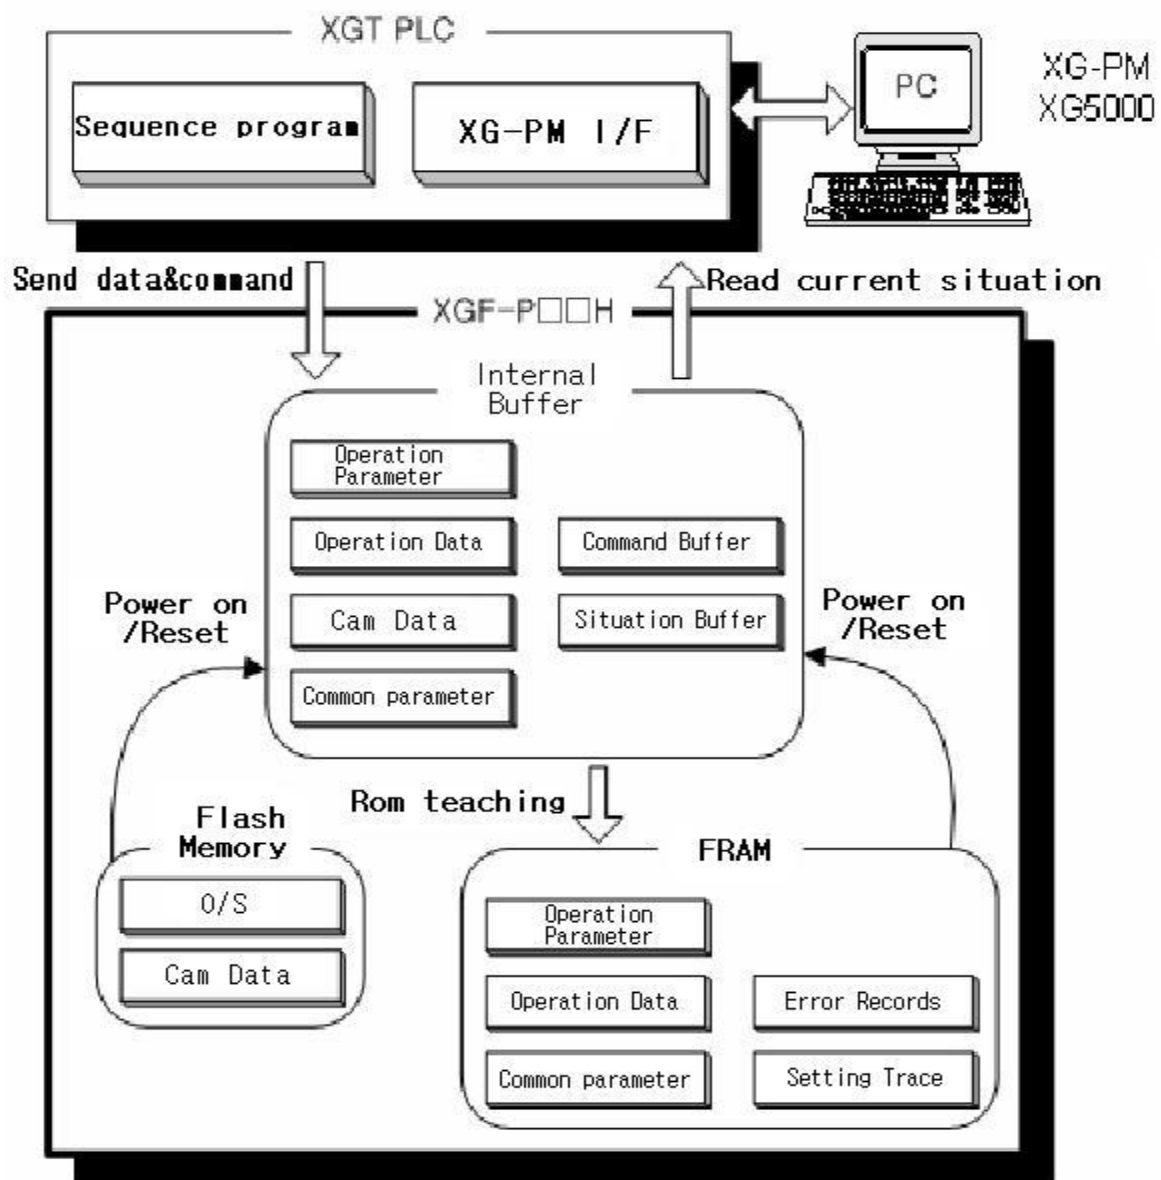 XGT PLC
Sequence program
XG-PM I/F
PC
XG-PM
XG5000
Send data&command
Read current situation
XGF-P□□H
Internal
Buffer
Operation
Parameter
Operation Data
Command Buffer
Cam Data
Situation Buffer
Common parameter
Power on
/Reset
Power on
/Reset
Rom teaching
Flash
Memory
O/S
Cam Data
FRAM
Operation
Parameter
Operation Data
Error Records
Common parameter
Setting Trace